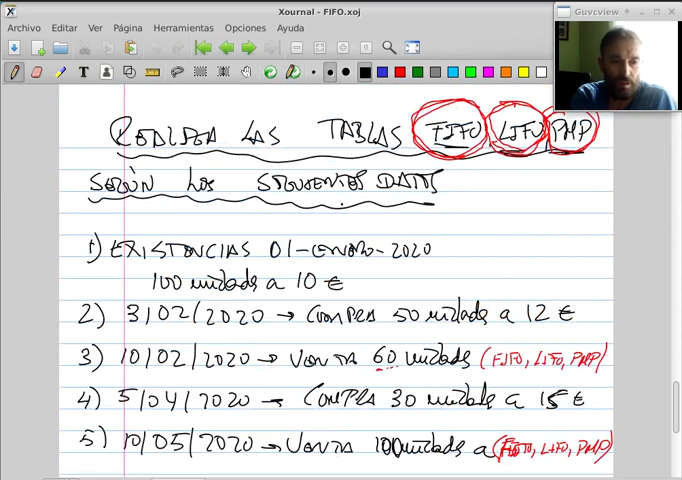 Xournal - FIFO.xoj
Guvcview
Archivo Editar Ver Página Herramientas Opciones Ayuda
REALIZA LAS TABLAS FIFO LIFO PMP
SEGÚN LOS SIGUIENTES DATOS
1) EXISTENCIAS 01-ENERO-2020
100 unidades a 10 €
2) 3/02/2020 → COMPRA 50 unidades a 12 €
3) 10/02/2020 → VENTA 60 unidades (FIFO, LIFO, PMP)
4) 5/04/2020 → COMPRA 30 unidades a 15 €
5) 10/05/2020 → VENTA 100 unidades a (FIFO, LIFO, PMP)